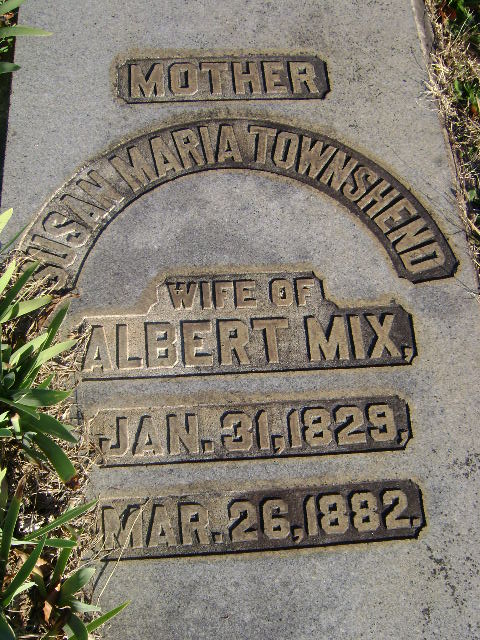 MOTHER
SUSAN MARIA TOWNSHEND
WIFE OF
ALBERT MIX,
JAN. 31, 1829,
MAR. 26, 1882.